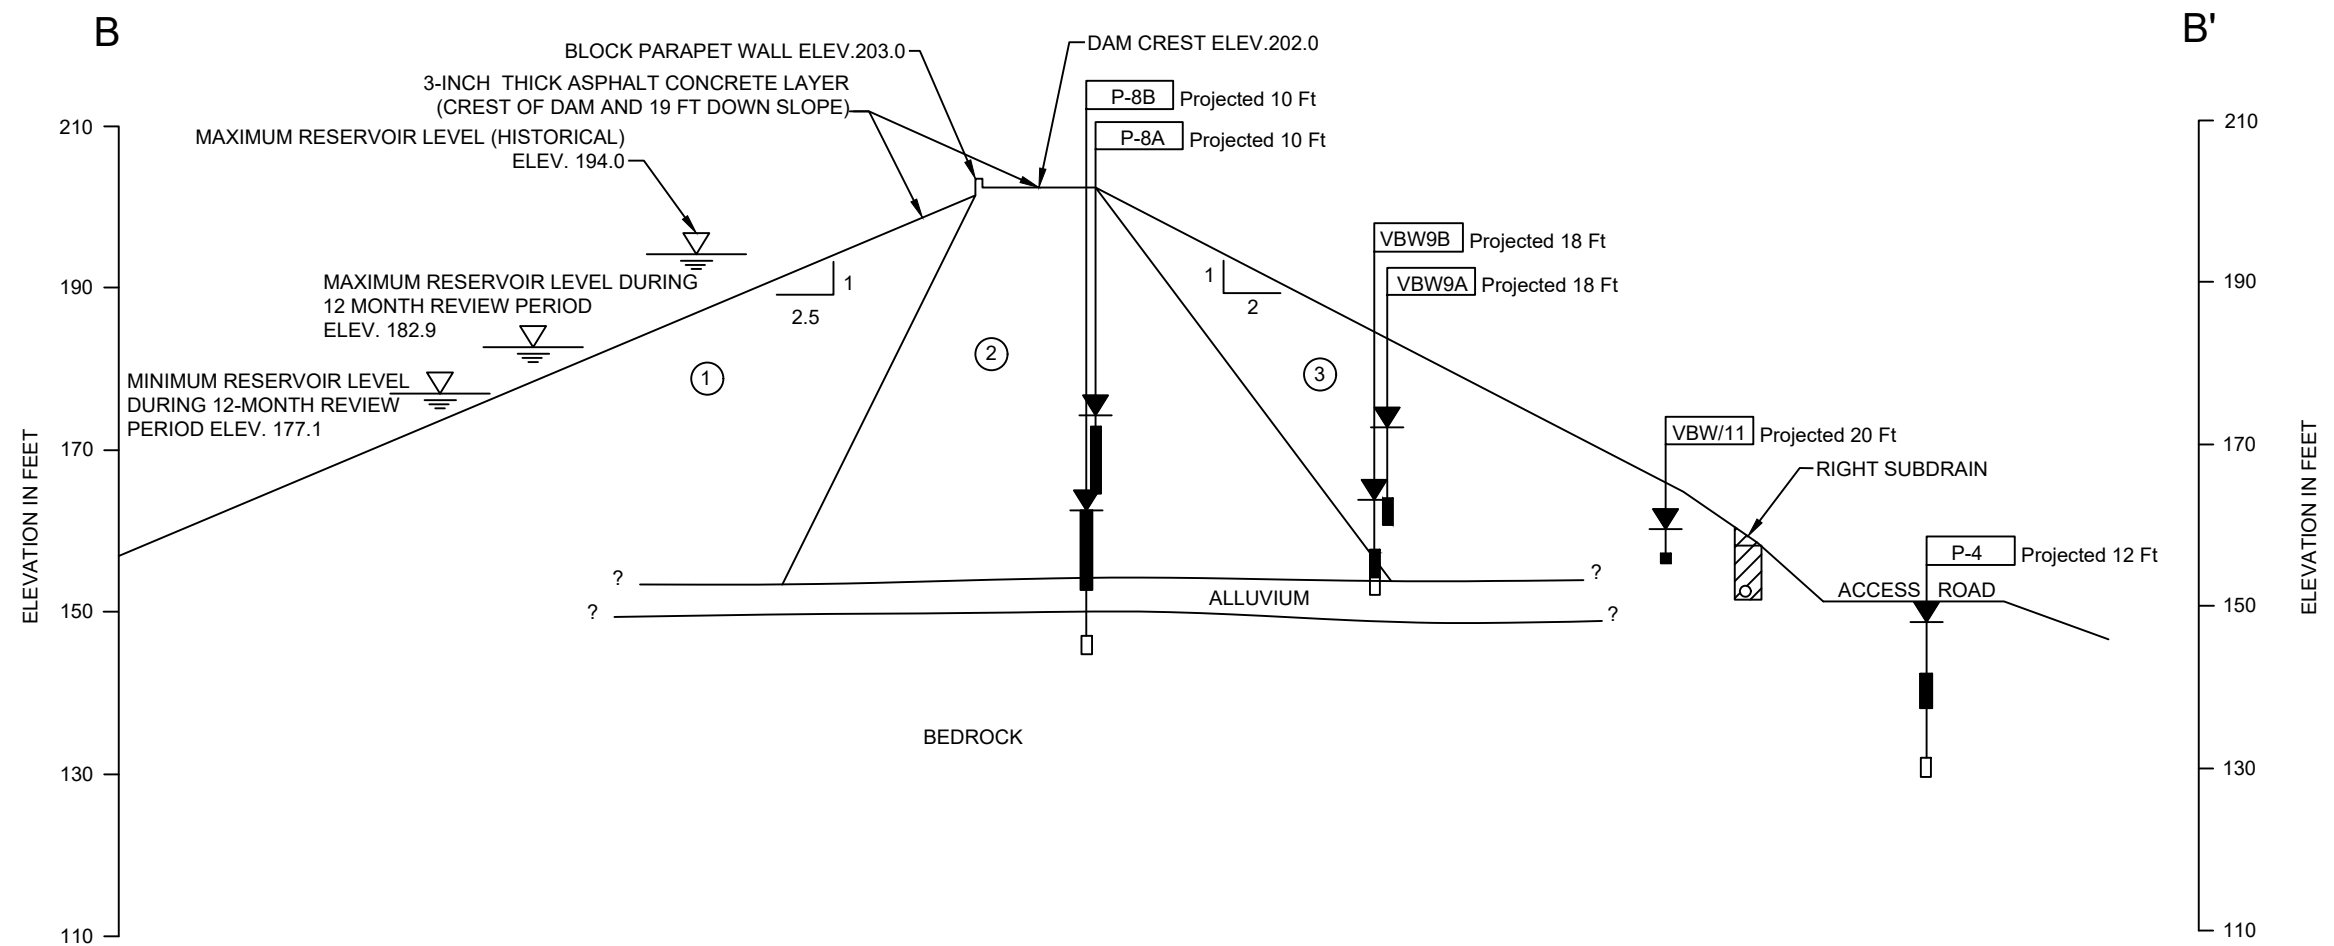 B
B'
BLOCK PARAPET WALL ELEV.203.0
DAM CREST ELEV.202.0
3-INCH THICK ASPHALT CONCRETE LAYER
(CREST OF DAM AND 19 FT DOWN SLOPE)
P-8B Projected 10 Ft
P-8A Projected 10 Ft
MAXIMUM RESERVOIR LEVEL (HISTORICAL)
ELEV. 194.0
210
210
VBW9B Projected 18 Ft
VBW9A Projected 18 Ft
MAXIMUM RESERVOIR LEVEL DURING
12 MONTH REVIEW PERIOD
ELEV. 182.9
190
1
2.5
1
2
190
1
2
3
MINIMUM RESERVOIR LEVEL
DURING 12-MONTH REVIEW
PERIOD ELEV. 177.1
170
VBW/11 Projected 20 Ft
170
RIGHT SUBDRAIN
ELEVATION IN FEET
ELEVATION IN FEET
P-4 Projected 12 Ft
?
?
ACCESS ROAD
ALLUVIUM
150
150
?
?
BEDROCK
130
130
110
110